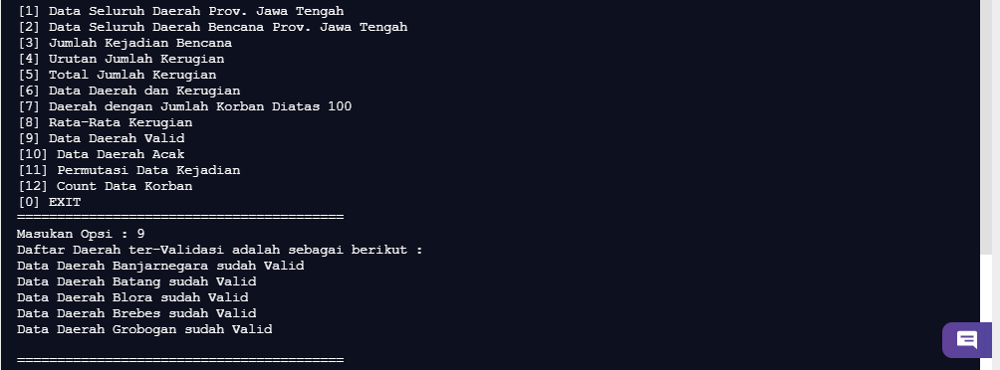 [1] Data Seluruh Daerah Prov. Jawa Tengah
[2] Data Seluruh Daerah Bencana Prov. Jawa Tengah
[3] Jumlah Kejadian Bencana
[4] Urutan Jumlah Kerugian
[5] Total Jumlah Kerugian
[6] Data Daerah dan Kerugian
[7] Daerah dengan Jumlah Korban Diatas 100
[8] Rata-Rata Kerugian
[9] Data Daerah Valid
[10] Data Daerah Acak
[11] Permutasi Data Kejadian
[12] Count Data Korban
[0] EXIT
=========================================
Masukan Opsi : 9
Daftar Daerah ter-Validasi adalah sebagai berikut :
Data Daerah Banjarnegara sudah Valid
Data Daerah Batang sudah Valid
Data Daerah Blora sudah Valid
Data Daerah Brebes sudah Valid
Data Daerah Grobogan sudah Valid
=========================================